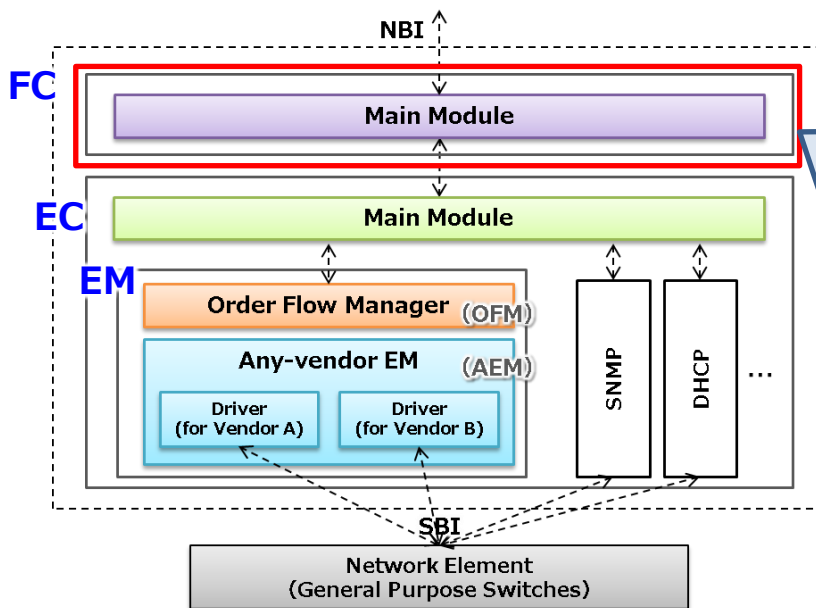 NBI
FC
Main Module
EC
Main Module
EM
Order Flow Manager
(OFM)
Any-vendor EM
(AEM)
Driver
(for Vendor A)
Driver
(for Vendor B)
SNMP
DHCP
...
SBI
Network Element
(General Purpose Switches)